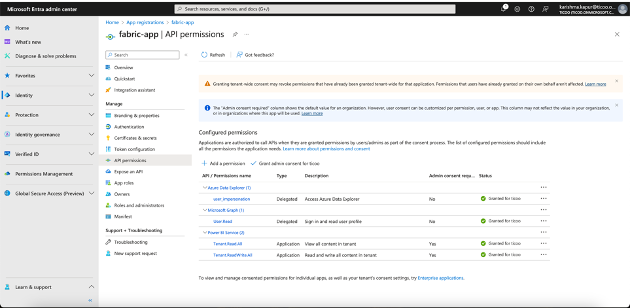 Microsoft Entra admin center
Search resources, services, and docs (G+/)
Home
What's new
Diagnose & solve problems
Favorites
Identity
Protection
Identity governance
Verified ID
Permissions Management
Global Secure Access (Preview)
Learn & support
Home > App registrations > fabric-app
fabric-app | API permissions
Search
Overview
Quickstart
Integration assistant
Manage
Branding & properties
Authentication
Certificates & secrets
Token configuration
API permissions
Expose an API
App roles
Owners
Roles and administrators
Manifest
Support + Troubleshooting
Troubleshooting
New support request
Refresh
Got feedback?
Granting tenant-wide consent may revoke permissions that have already been granted tenant-wide for that application. Permissions that users have already granted on their own behalf aren't affected. Learn more
The "Admin consent required" column shows the default value for an organization. However, user consent can be customized per permission, user, or app. This column may not reflect the value in your organization,
or in organizations where this app will be used. Learn more
Configured permissions
Applications are authorized to call APIs when they are granted permissions by users/admins as part of the consent process. The list of configured permissions should include
all the permissions the application needs. Learn more about permissions and consent
Add a permission
Grant admin consent for ticoo
API / Permissions name Type Description Admin consent requ... Status
Azure Data Explorer (1)
user_impersonation Delegated Access Azure Data Explorer No Granted for ticoo
Microsoft Graph (1)
User.Read Delegated Sign in and read user profile No Granted for ticoo
Power BI Service (2)
Tenant.Read.All Application View all content in tenant Yes Granted for ticoo
Tenant.ReadWrite.All Application Read and write all content in tenant Yes Granted for ticoo
To view and manage consented permissions for individual apps, as well as your tenant's consent settings, try Enterprise applications.